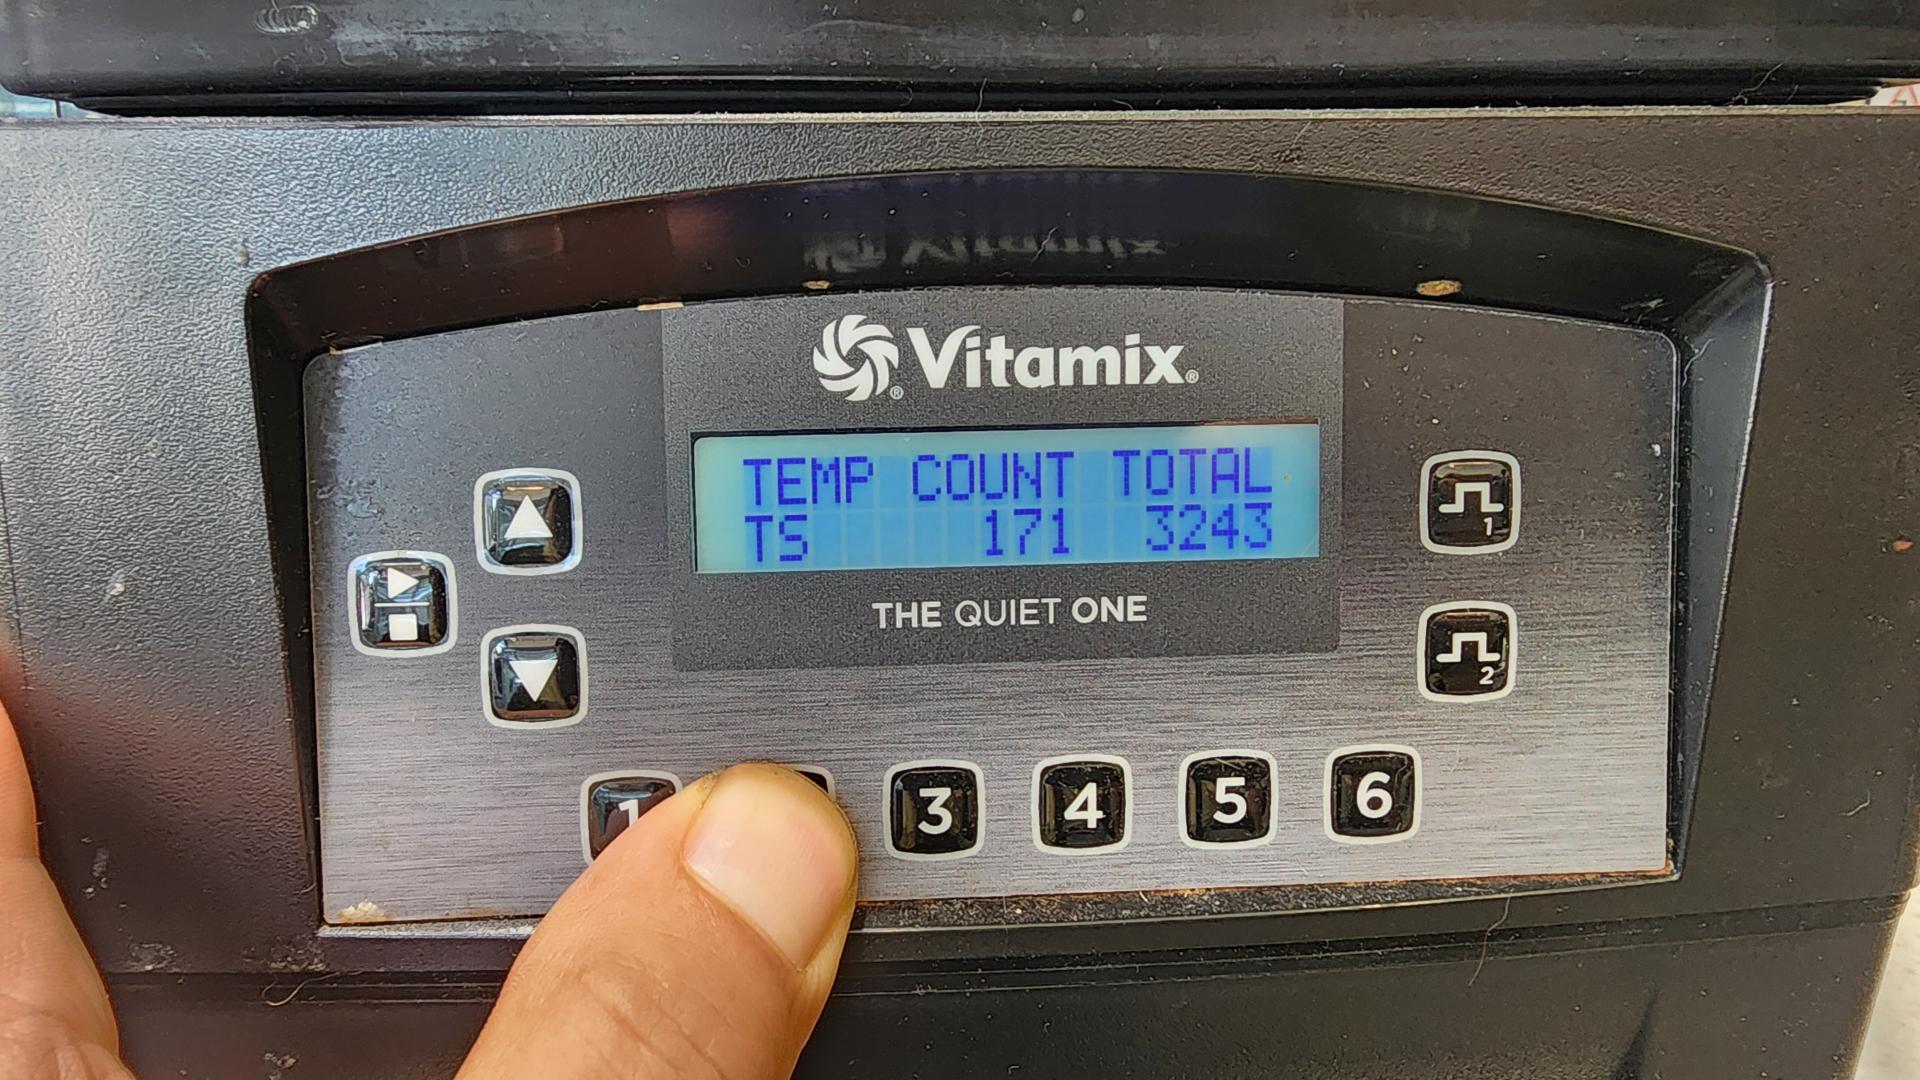 Vitamix®
TEMP COUNT TOTAL
TS 171 3243
THE QUIET ONE
1
2
1 3 4 5 6